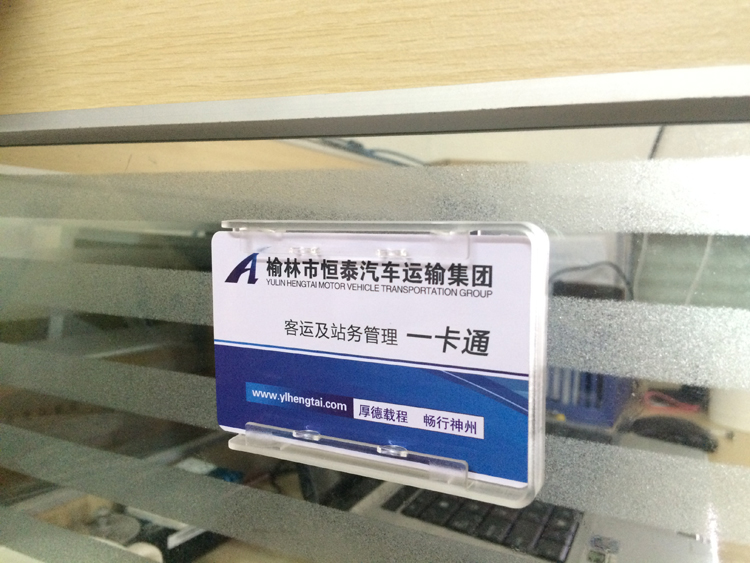 榆林市恒泰汽车运输集团
YULIN HENGTAI MOTOR VEHICLE TRANSPORTATION GROUP
客运及站务管理 一卡通
www.ylhengtai.com 厚德载程 畅行神州